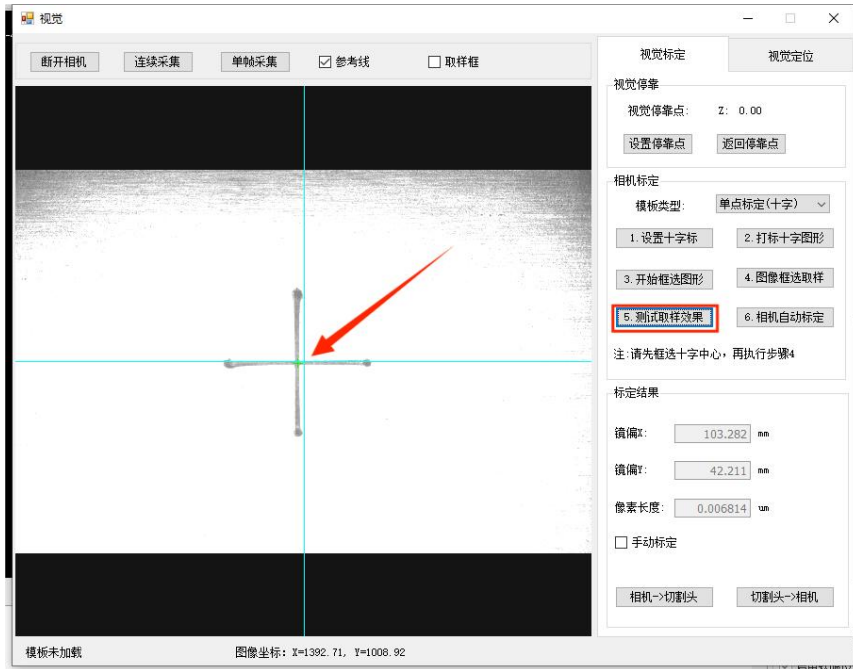 视觉
断开相机 连续采集 单帧采集 参考线 取样框
视觉标定 视觉定位
视觉停靠
视觉停靠点: Z: 0.00
设置停靠点 返回停靠点
相机标定
模板类型: 单点标定(十字)
1.设置十字标 2.打标十字图形
3.开始框选图形 4.图像框选取样
5.测试取样效果 6.相机自动标定
注:请先框选十字中心，再执行步骤4
标定结果
镜偏X: 103.282 mm
镜偏Y: 42.211 mm
像素长度: 0.006814 um
手动标定
相机->切割头 切割头->相机
模板未加载 图像坐标: X=1392.71, Y=1008.92